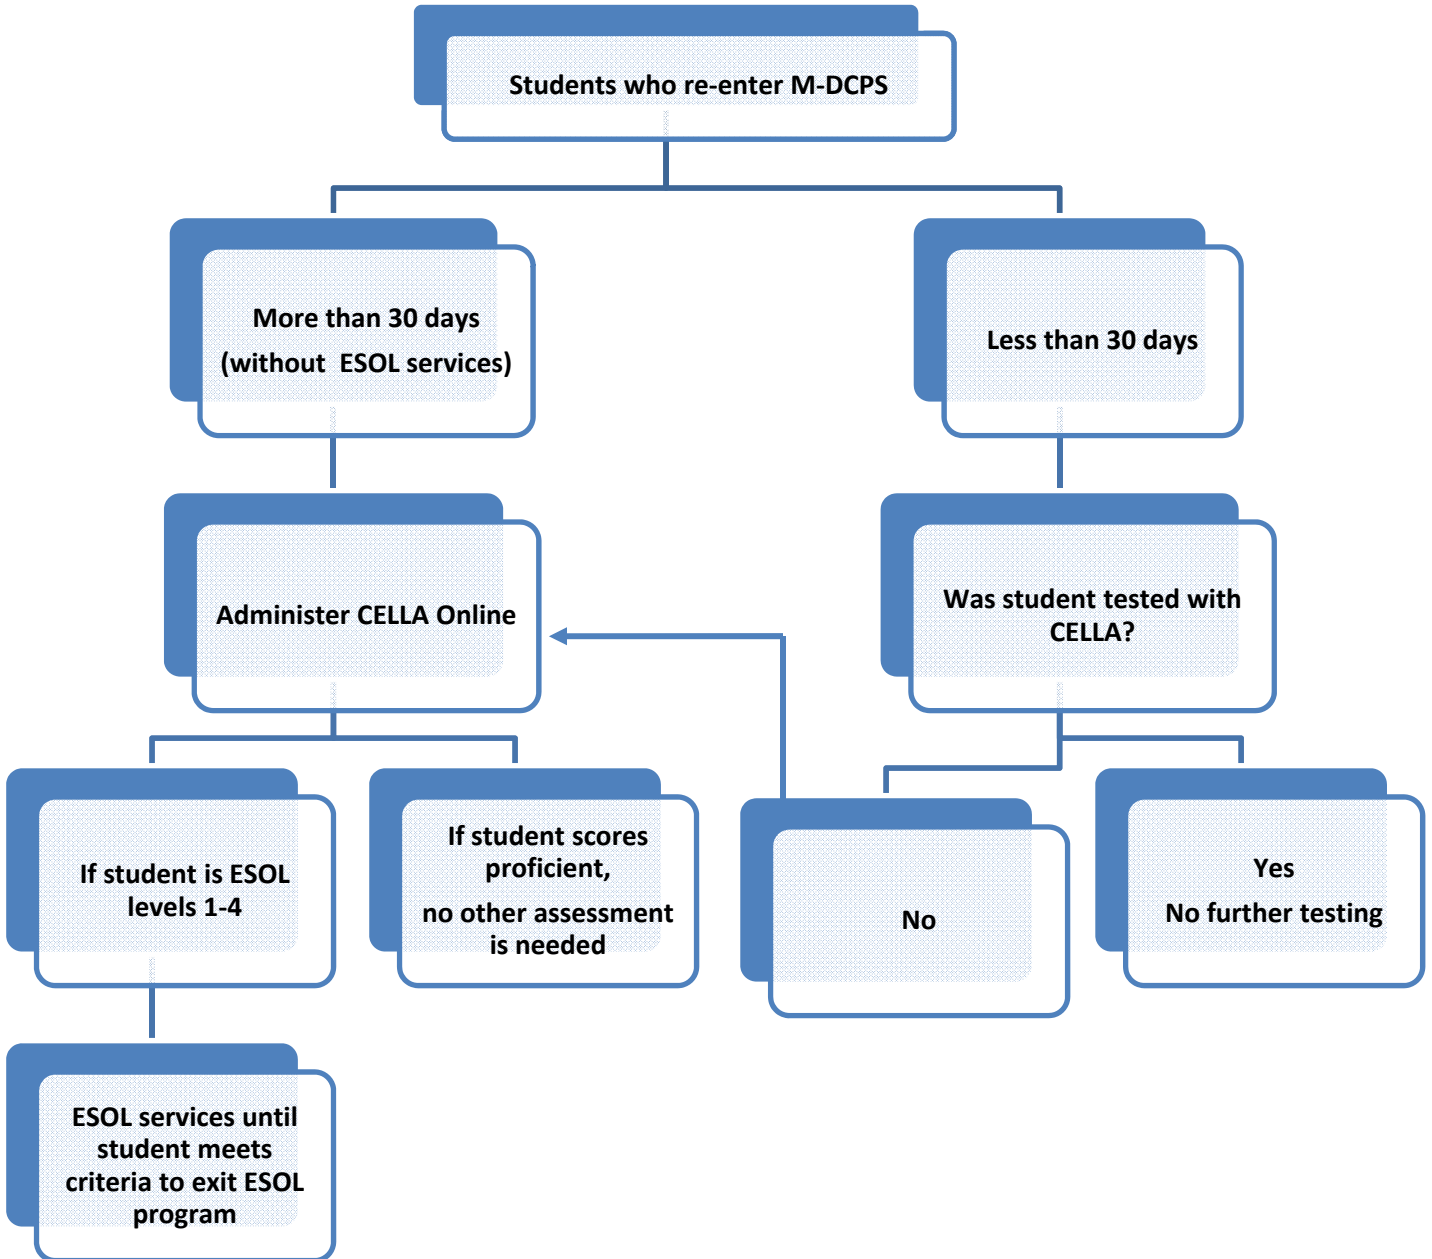 Students who re-enter M-DCPS
More than 30 days
(without ESOL services)
Less than 30 days
Administer CELLA Online
Was student tested with
CELLA?
If student is ESOL
levels 1-4
If student scores
proficient,
no other assessment
is needed
No
Yes
No further testing
ESOL services until
student meets
criteria to exit ESOL
program